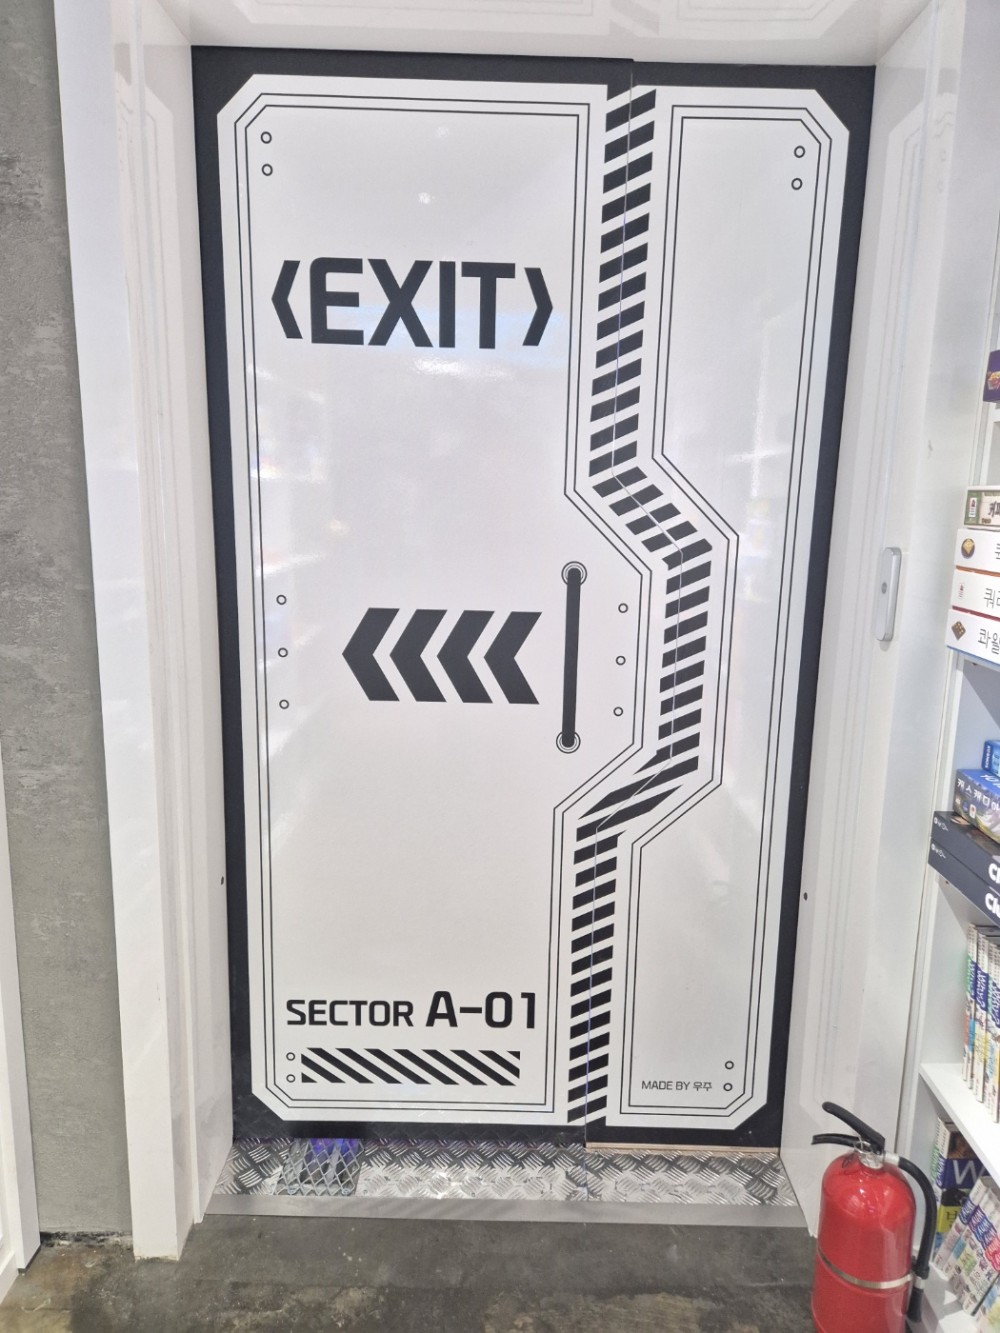 ⟨EXIT⟩
SECTOR A-01
MADE BY 우주